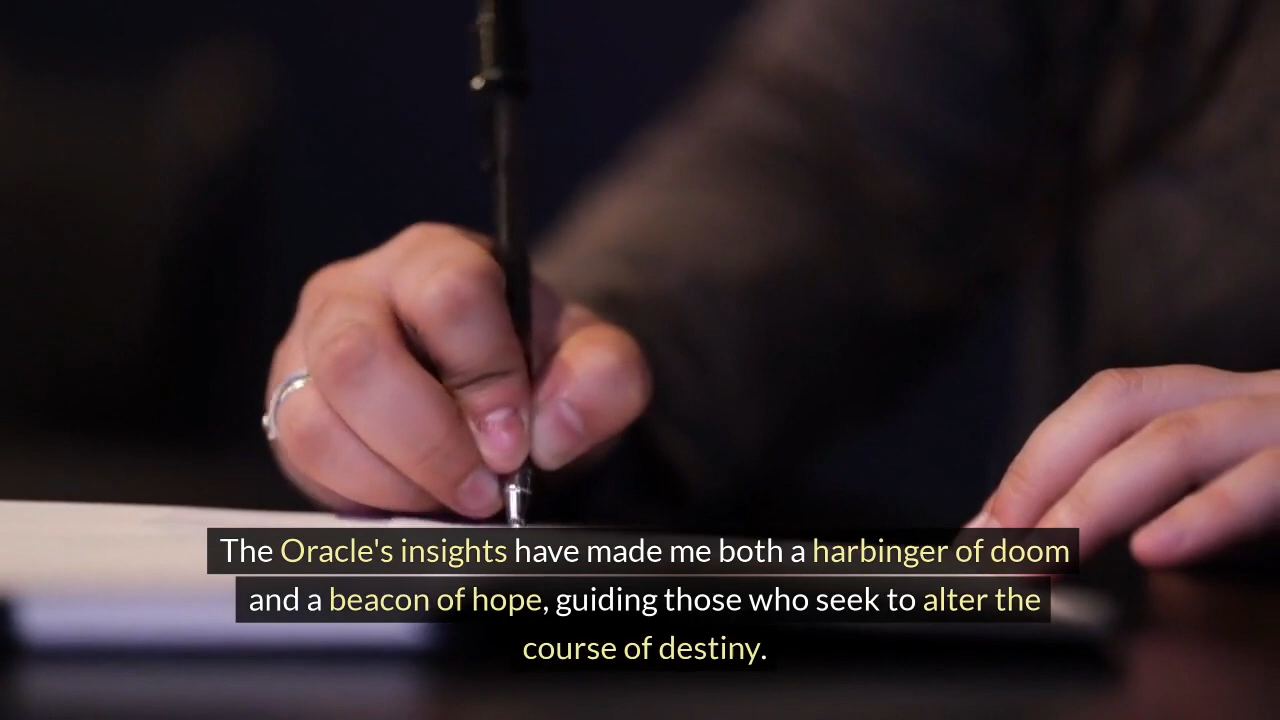 The Oracle's insights have made me both a harbinger of doom
and a beacon of hope, guiding those who seek to alter the
course of destiny.